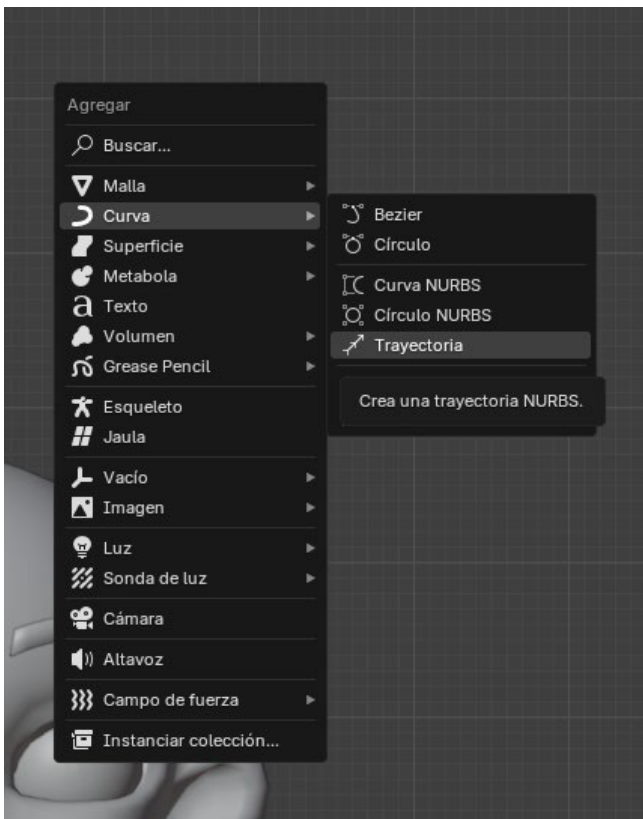 Agregar
Buscar...
Malla
Curva
Superficie
Metabola
Texto
Volumen
Grease Pencil
Esqueleto
Jaula
Vacío
Imagen
Luz
Sonda de luz
Cámara
Altavoz
Campo de fuerza
Instanciar colección...
Bezier
Círculo
Curva NURBS
Círculo NURBS
Trayectoria
Crea una trayectoria NURBS.